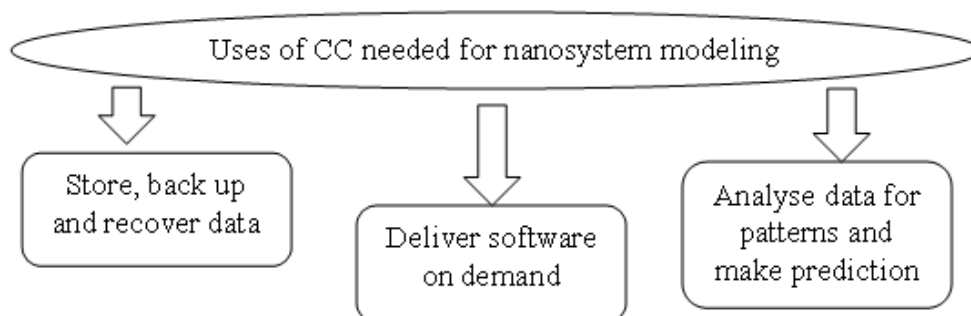 Uses of CC needed for nanosystem modeling
Store, back up
and recover data
Deliver software
on demand
Analyse data for
patterns and
make prediction